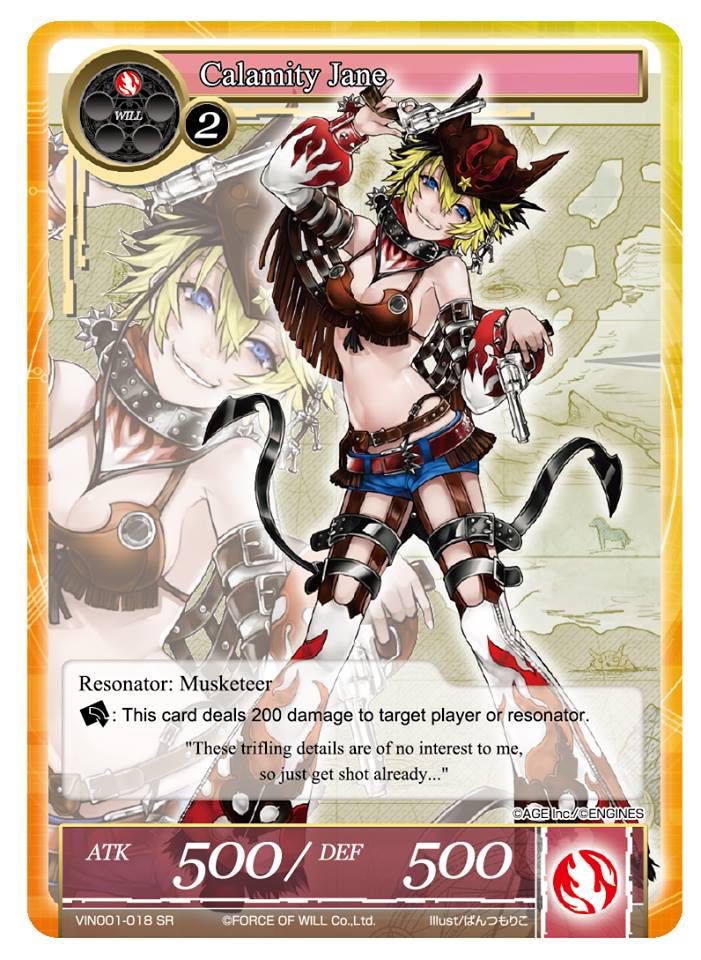 Calamity Jane
WILL
2
Resonator: Musketeer
: This card deals 200 damage to target player or resonator.
"These trifling details are of no interest to me,
so just get shot already..."
©AGE Inc./©ENGINES
ATK 500/ DEF 500
VIN001-018 SR ©FORCE OF WILL Co.,Ltd. Illust/ぱんつもりこ